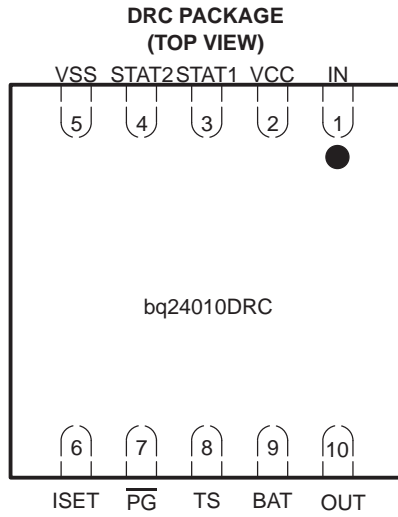 DRC PACKAGE
(TOP VIEW)
VSS STAT2 STAT1 VCC IN
5 4 3 2 1
bq24010DRC
6 7 8 9 10
ISET P̅G̅ TS BAT OUT